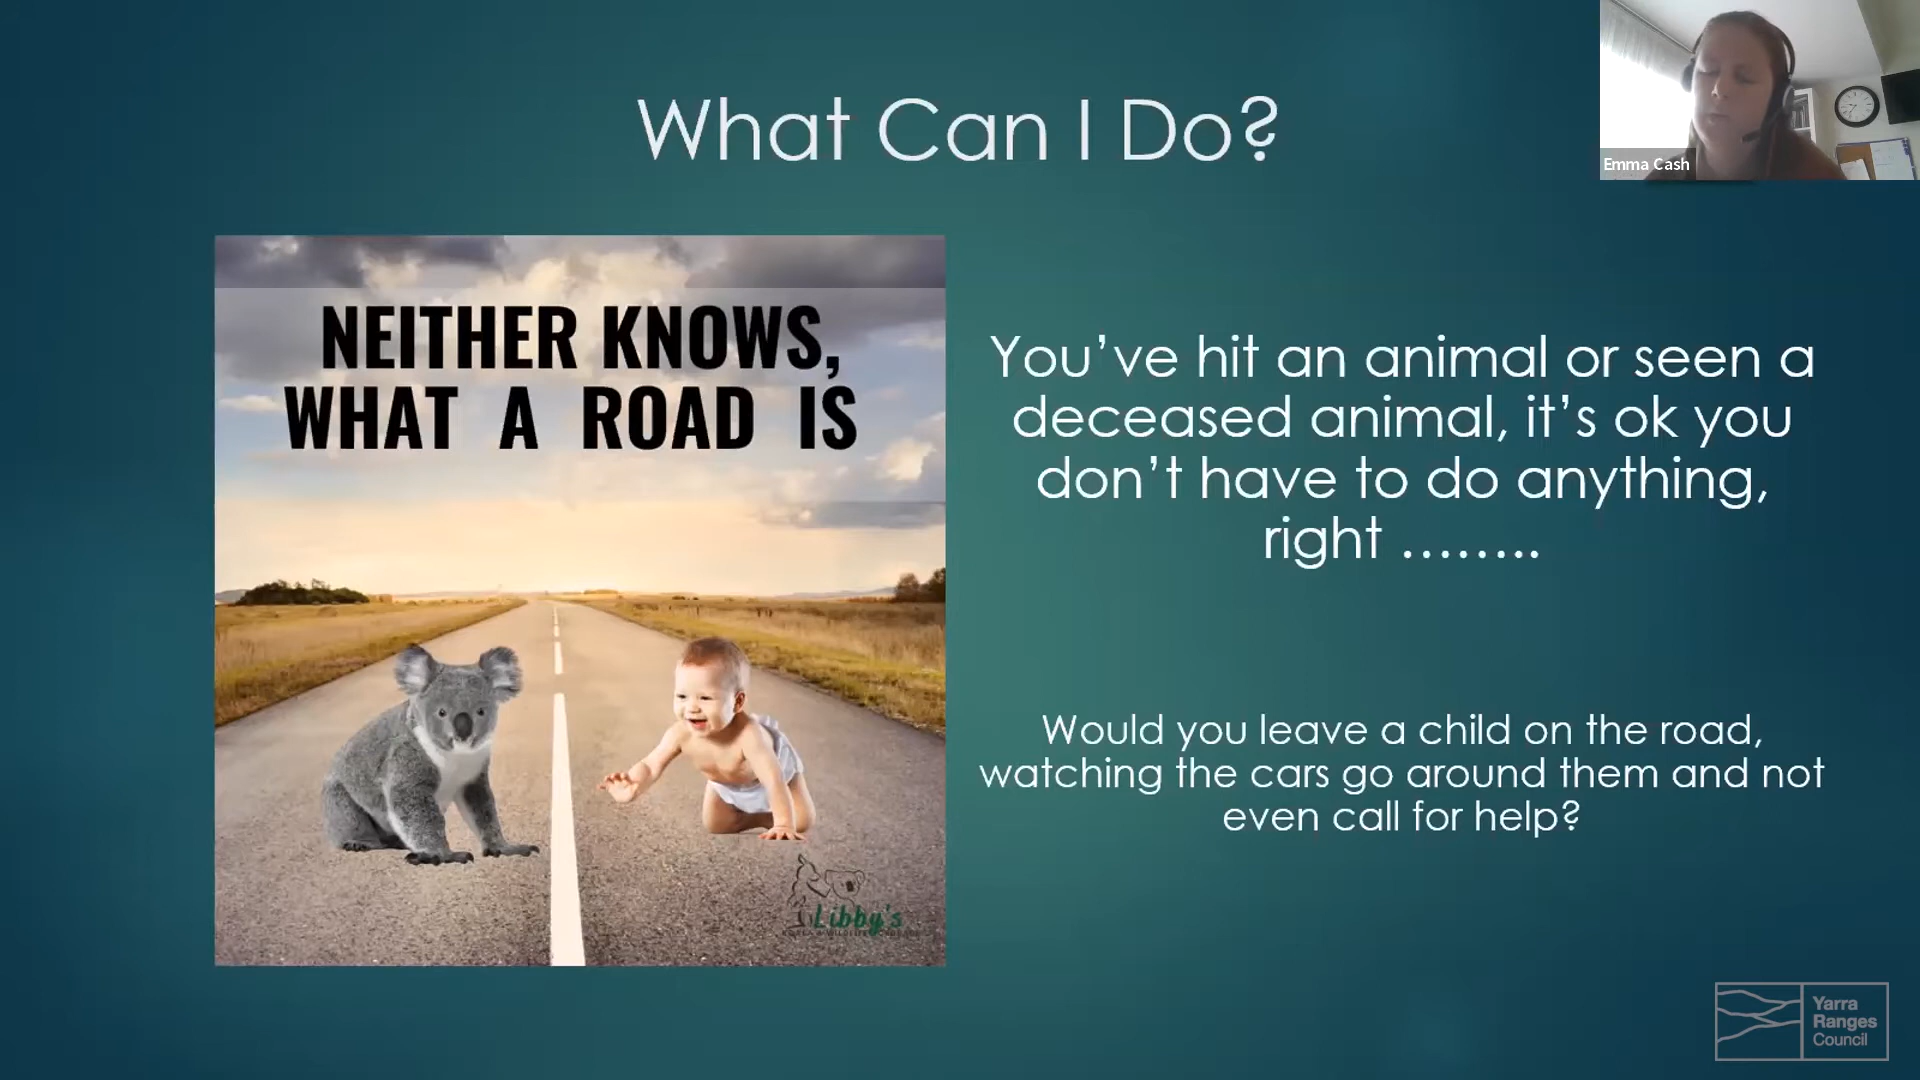 What Can I Do?
Emma Cash
NEITHER KNOWS,
WHAT A ROAD IS
Libby's
You've hit an animal or seen a
deceased animal, it's ok you
don't have to do anything,
right ........
Would you leave a child on the road,
watching the cars go around them and not
even call for help?
Yarra
Ranges
Council